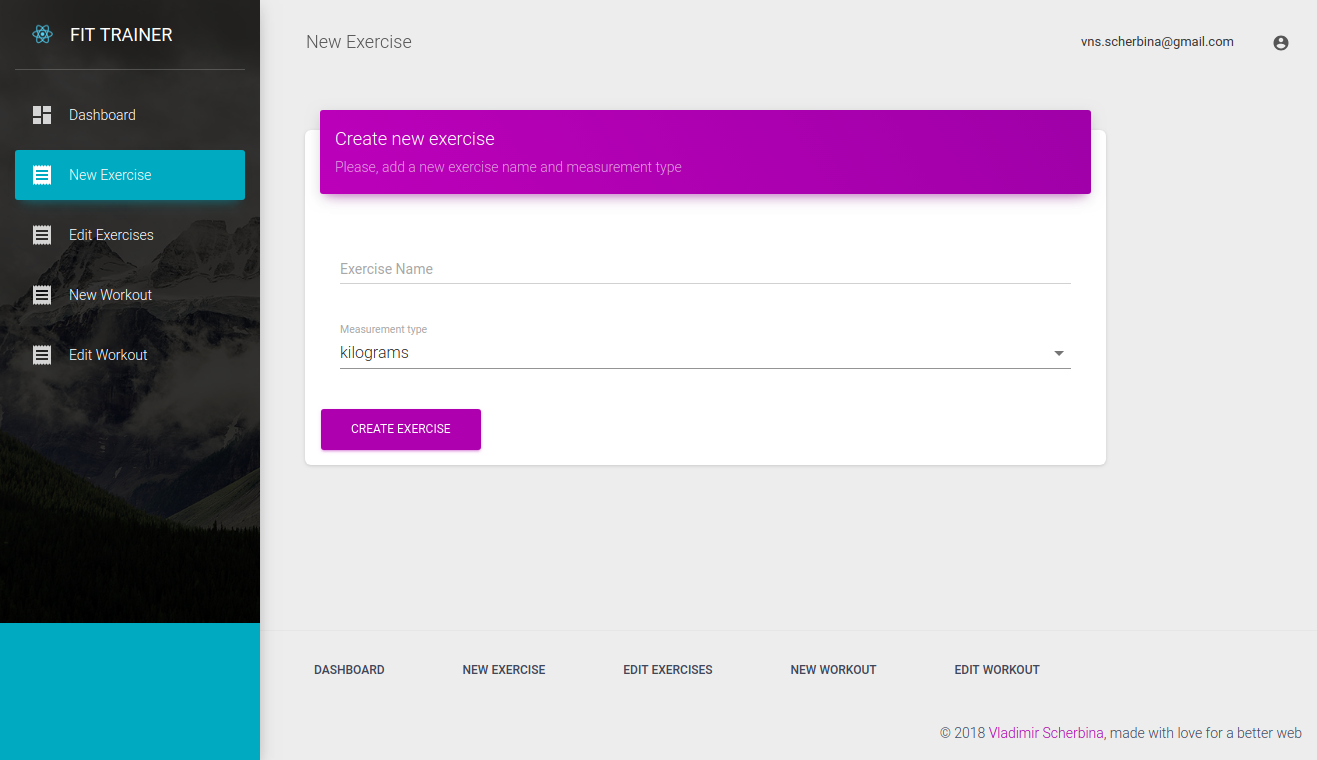 FIT TRAINER
Dashboard
New Exercise
Edit Exercises
New Workout
Edit Workout
New Exercise
vns.scherbina@gmail.com
Create new exercise
Please, add a new exercise name and measurement type
Exercise Name
Measurement type
kilograms
CREATE EXERCISE
DASHBOARD NEW EXERCISE EDIT EXERCISES NEW WORKOUT EDIT WORKOUT
© 2018 Vladimir Scherbina, made with love for a better web